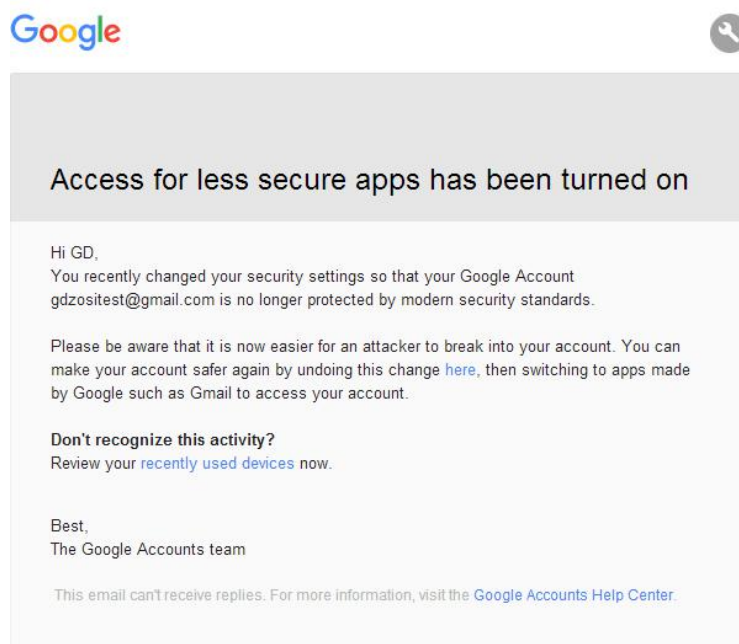 Google
Access for less secure apps has been turned on
Hi GD,
You recently changed your security settings so that your Google Account
gdzositest@gmail.com is no longer protected by modern security standards.
Please be aware that it is now easier for an attacker to break into your account. You can
make your account safer again by undoing this change here, then switching to apps made
by Google such as Gmail to access your account.
Don't recognize this activity?
Review your recently used devices now.
Best,
The Google Accounts team
This email can't receive replies. For more information, visit the Google Accounts Help Center.